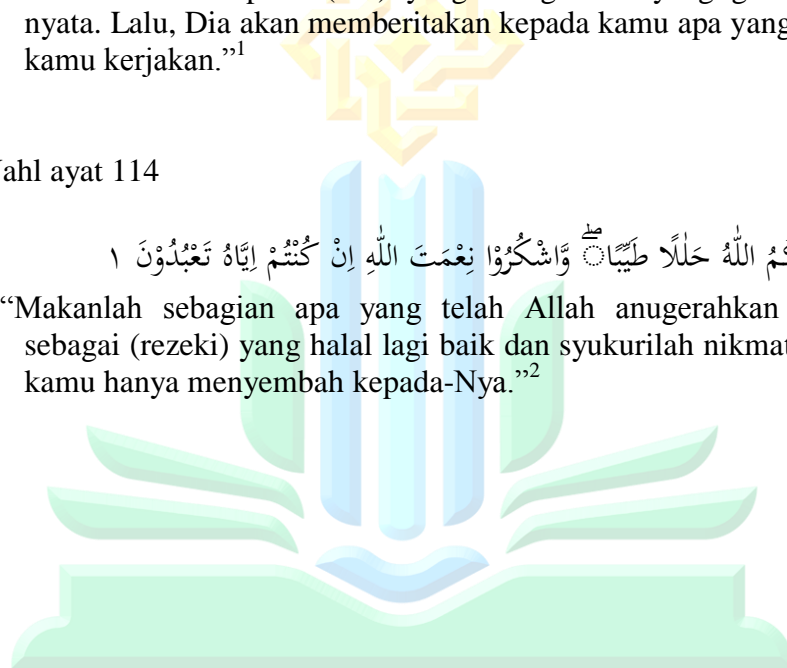 nyata. Lalu, Dia akan memberitakan kepada kamu apa yang
kamu kerjakan.”1
Nahl ayat 114
كُمُ اللّٰهُ حَلٰلًا طَيِّبًاۖ وَّاشْكُرُوْا نِعْمَتَ اللّٰهِ اِنْ كُنْتُمْ اِيَّاهُ تَعْبُدُوْنَ ١
“Makanlah sebagian apa yang telah Allah anugerahkan
sebagai (rezeki) yang halal lagi baik dan syukurilah nikmat
kamu hanya menyembah kepada-Nya.”2